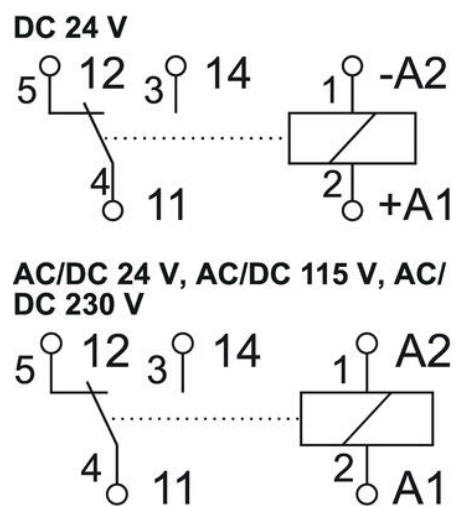 DC 24 V
5 12 3 14 1 -A2
4 11 2 +A1
AC/DC 24 V, AC/DC 115 V, AC/
DC 230 V
5 12 3 14 1 A2
4 11 2 A1